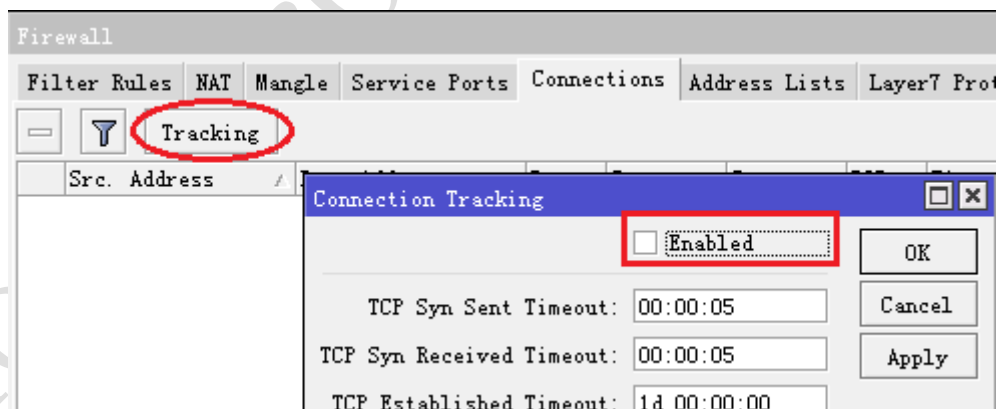 Firewall
Filter Rules NAT Mangle Service Ports Connections Address Lists Layer7 Prot
Tracking
Src. Address
Connection Tracking
Enabled
OK
TCP Syn Sent Timeout: 00:00:05
Cancel
TCP Syn Received Timeout: 00:00:05
Apply
TCP Established Timeout: 1d 00:00:00